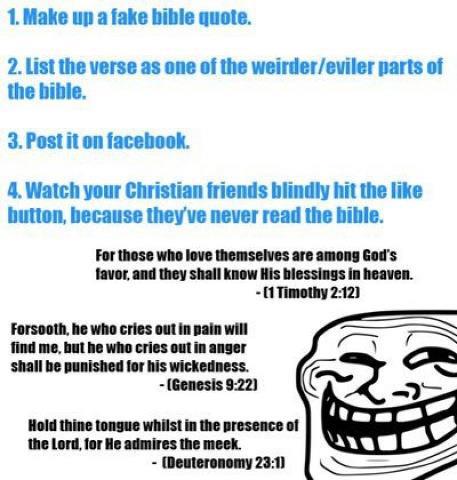 1. Make up a fake bible quote.
2. List the verse as one of the weirder/eviler parts of
the bible.
3. Post it on facebook.
4. Watch your Christian friends blindly hit the like
button, because they've never read the bible.
For those who love themselves are among God's
favor, and they shall know His blessings in heaven.
- (1 Timothy 2:12)
Forsooth, he who cries out in pain will
find me, but he who cries out in anger
shall be punished for his wickedness.
- (Genesis 9:22)
Hold thine tongue whilst in the presence of
the Lord, for He admires the meek.
- (Deuteronomy 23:1)